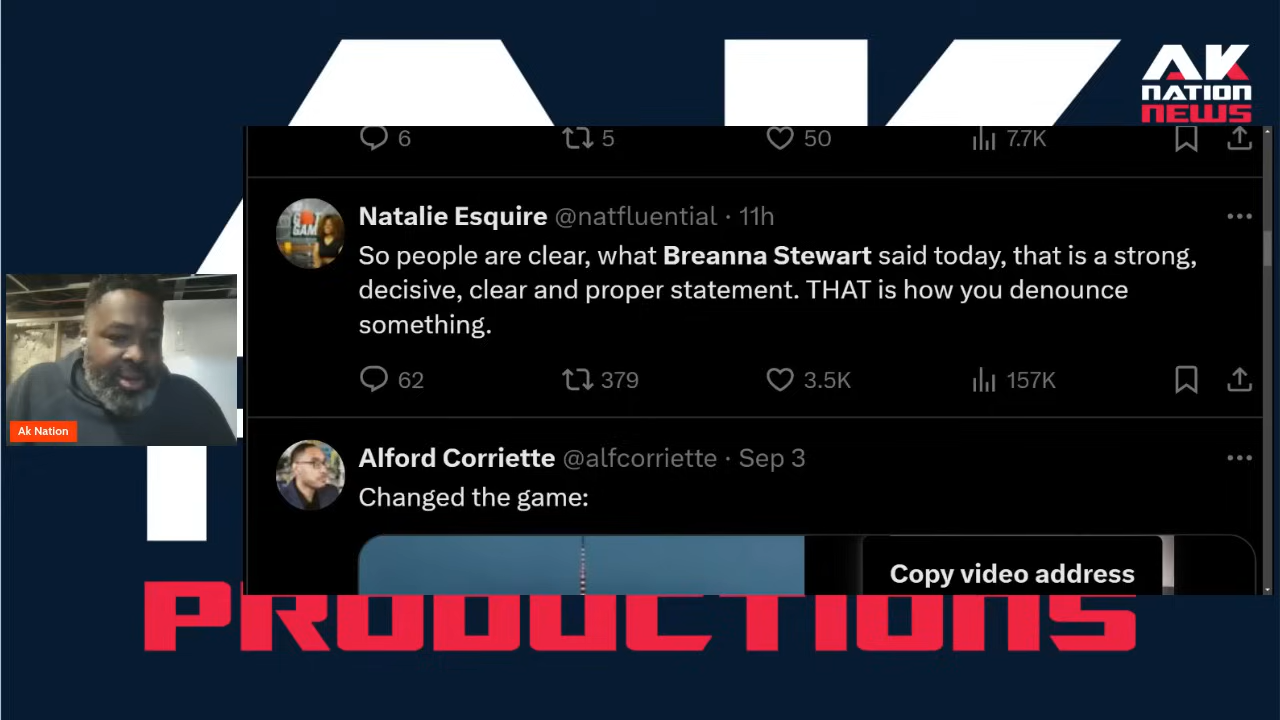 AK
NATION
NEWS
6 5 50 7.7K
Natalie Esquire @natfluential · 11h
So people are clear, what Breanna Stewart said today, that is a strong,
decisive, clear and proper statement. THAT is how you denounce
something.
62 379 3.5K 157K
Ak Nation
Alford Corriette @alfcorriette · Sep 3
Changed the game:
Copy video address
PRODUCTIONS